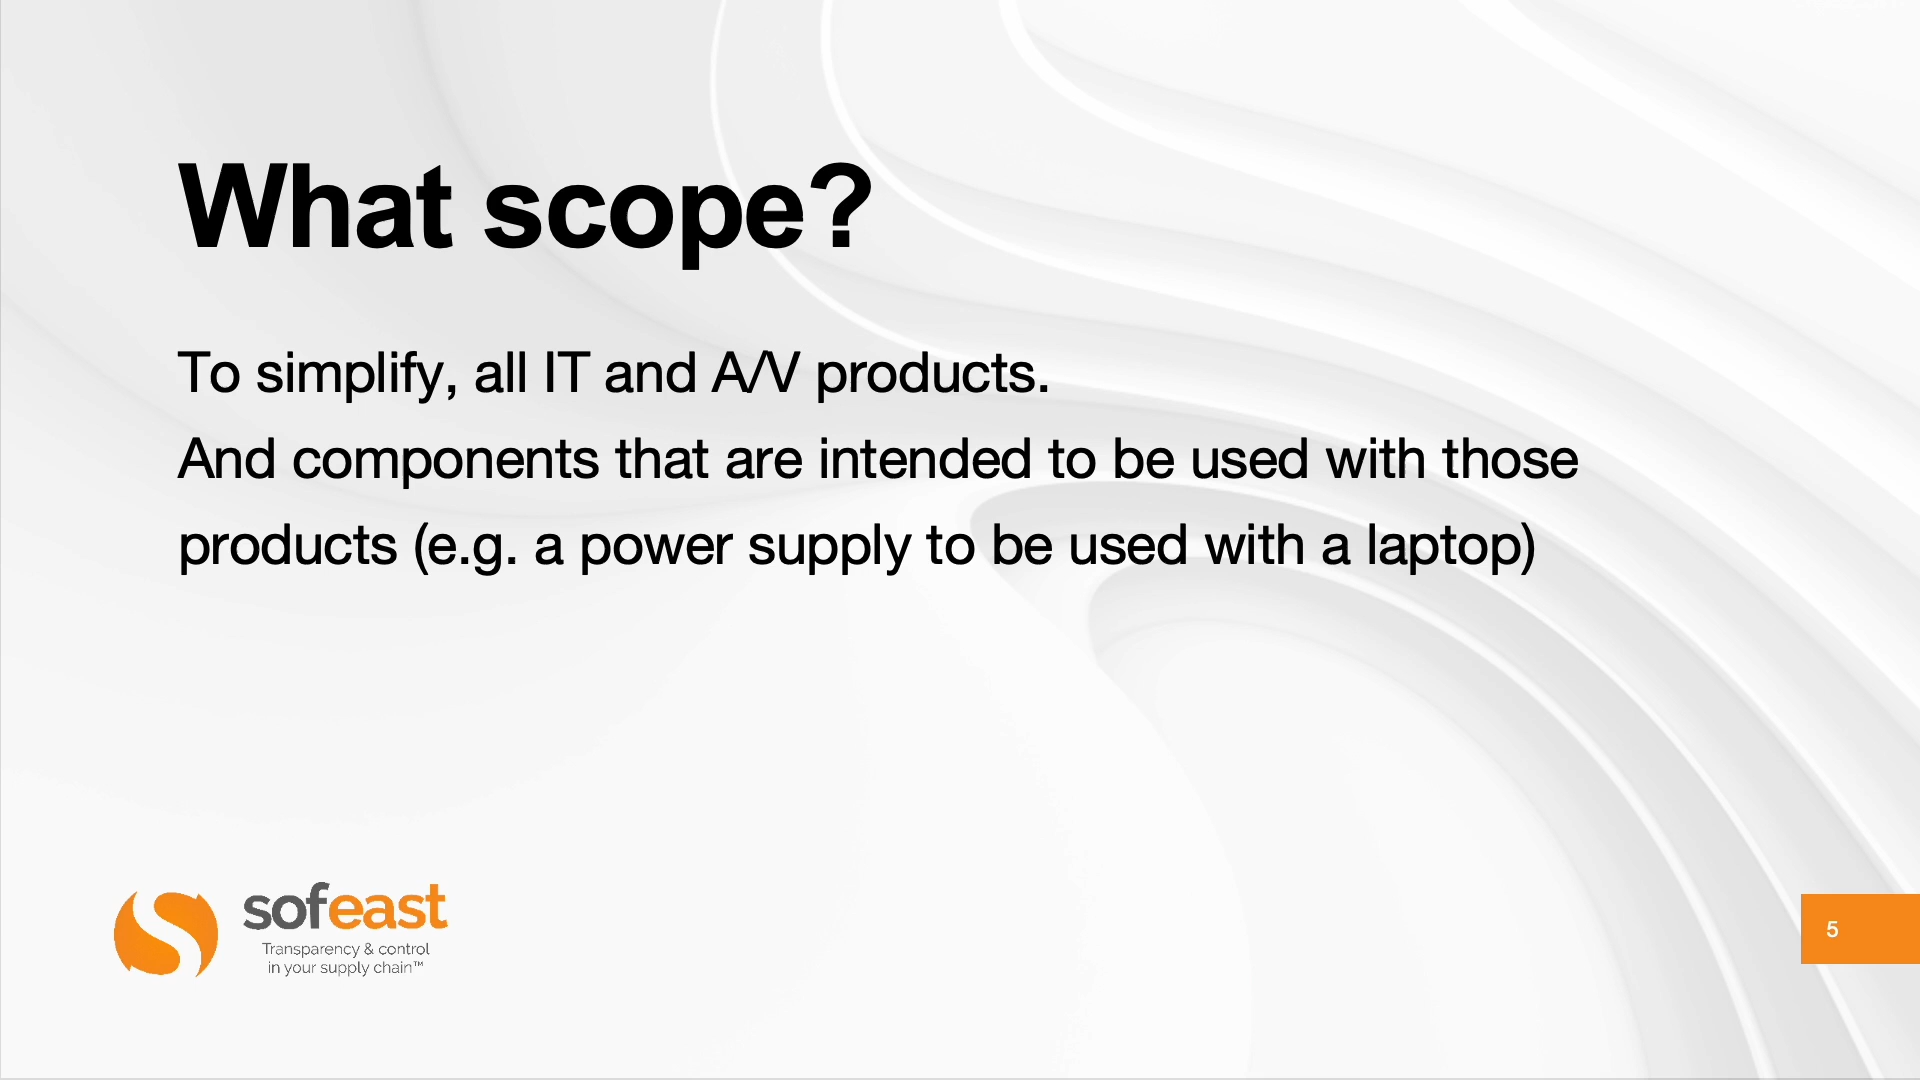 What scope?
To simplify, all IT and A/V products.
And components that are intended to be used with those
products (e.g. a power supply to be used with a laptop)
sofeast
Transparency & control
in your supply chain™
5